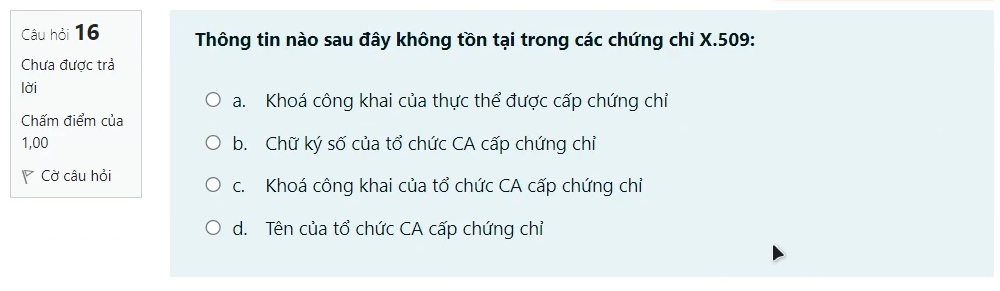 Câu hỏi 16
Chưa được trả
lời
Chấm điểm của
1,00
Cờ câu hỏi
Thông tin nào sau đây không tồn tại trong các chứng chỉ X.509:
a. Khoá công khai của thực thể được cấp chứng chỉ
b. Chữ ký số của tổ chức CA cấp chứng chỉ
c. Khoá công khai của tổ chức CA cấp chứng chỉ
d. Tên của tổ chức CA cấp chứng chỉ